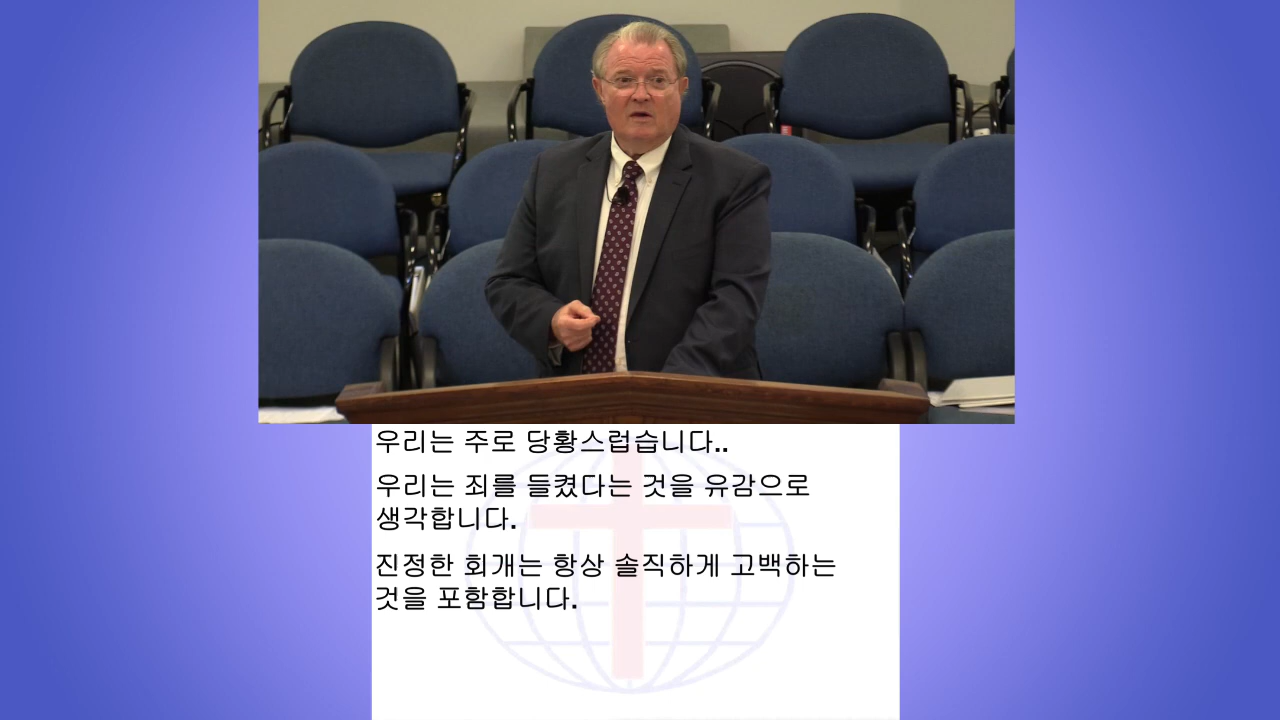 우리는 주로 당황스럽습니다..
우리는 죄를 들켰다는 것을 유감으로
생각합니다.
진정한 회개는 항상 솔직하게 고백하는
것을 포함합니다.